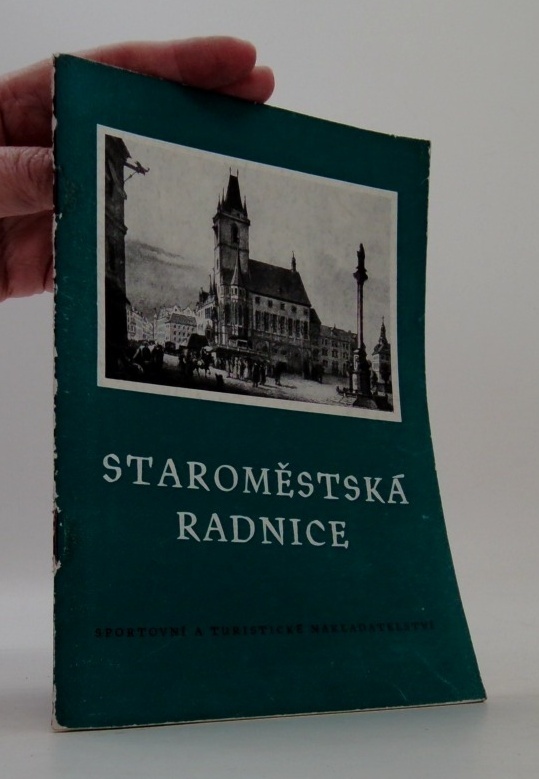 STAROMĚSTSKÁ
RADNICE
SPORTOVNÍ A TURISTICKÉ NAKLADATELSTVÍ